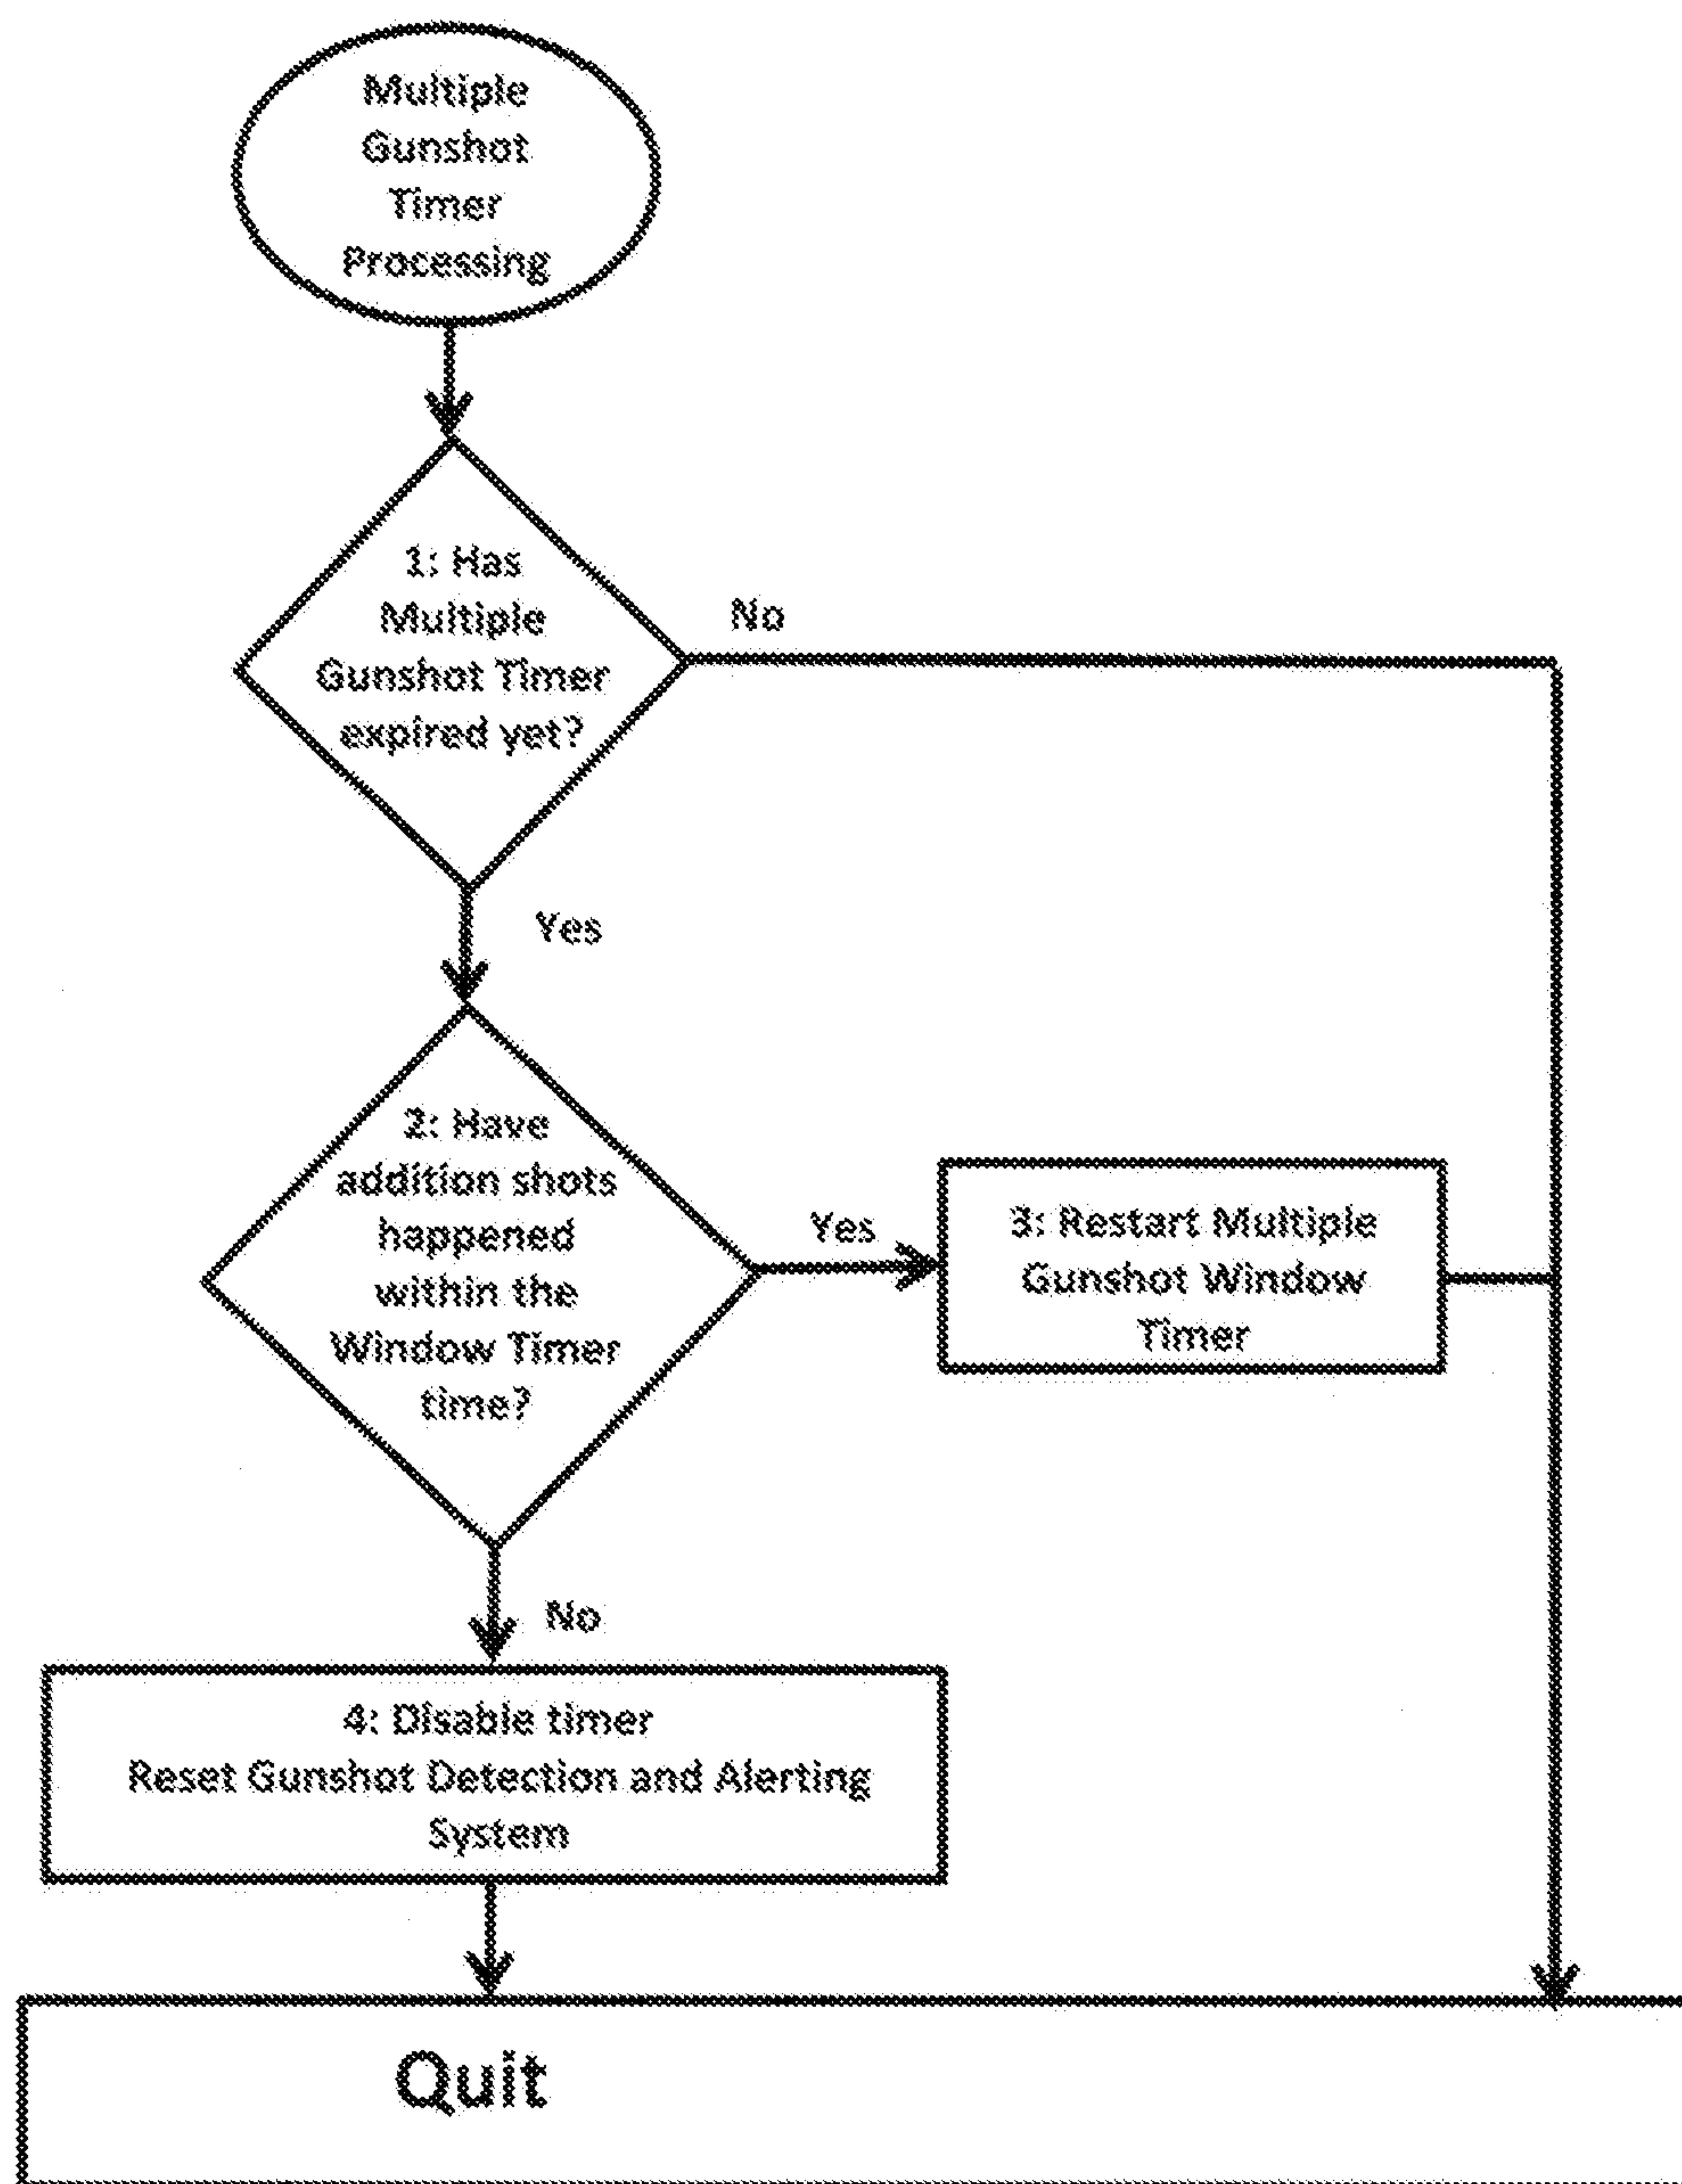 Multiple
Gunshot
Timer
Processing
1: Has
Multiple
Gunshot Timer
expired yet?
No
Yes
2: Have
addition shots
happened
within the
Window Timer
time?
Yes
3: Restart Multiple
Gunshot Window
Timer
No
4: Disable timer
Reset Gunshot Detection and Alerting
System
Quit